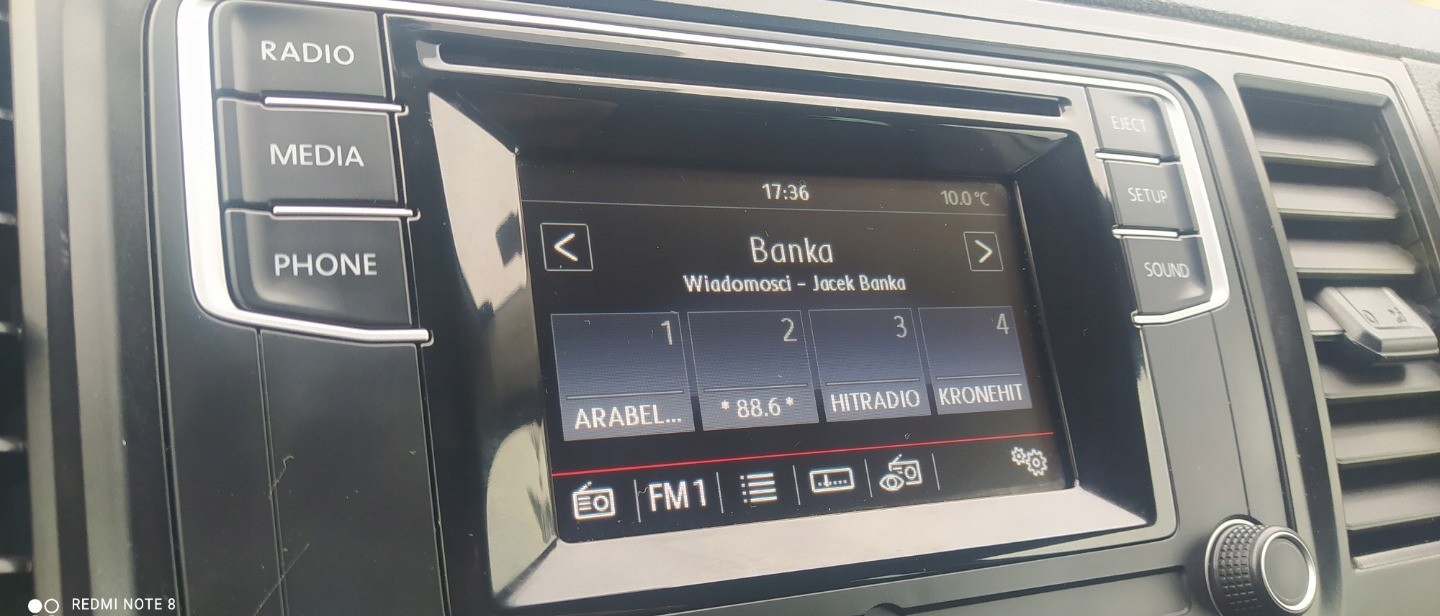 RADIO
MEDIA
PHONE
EJECT
SETUP
SOUND
17:36
10.0 °C
<
Banka
>
Wiadomosci - Jacek Banka
1
2
3
4
ARABEL...
*88.6*
HITRADIO
KRONEHIT
FM1
REDMI NOTE 8